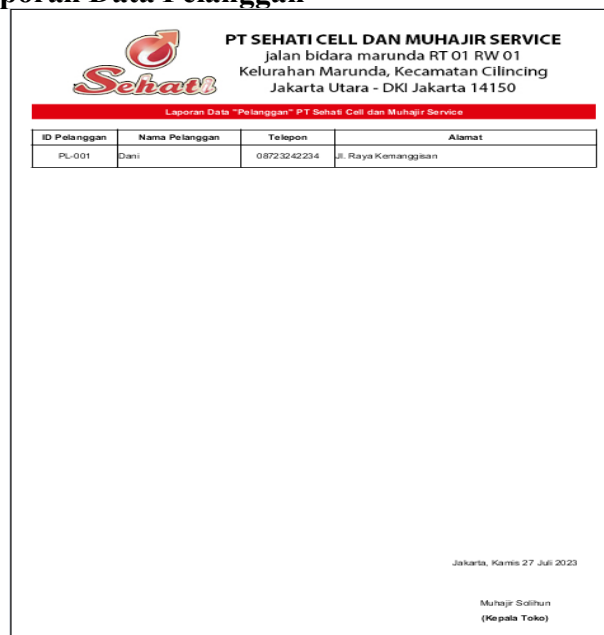 poran Data Pelanggan
Sehati
PT SEHATI CELL DAN MUHAJIR SERVICE
jalan bidara marunda RT 01 RW 01
Kelurahan Marunda, Kecamatan Cilincing
Jakarta Utara - DKI Jakarta 14150
Laporan Data "Pelanggan" PT Sehati Cell dan Muhajir Service
ID Pelanggan Nama Pelanggan Telepon Alamat
PL-001 Dani 08723242234 Jl. Raya Kemanggisan
Jakarta, Kamis 27 Juli 2023
Muhajir Solihun
(Kepala Toko)